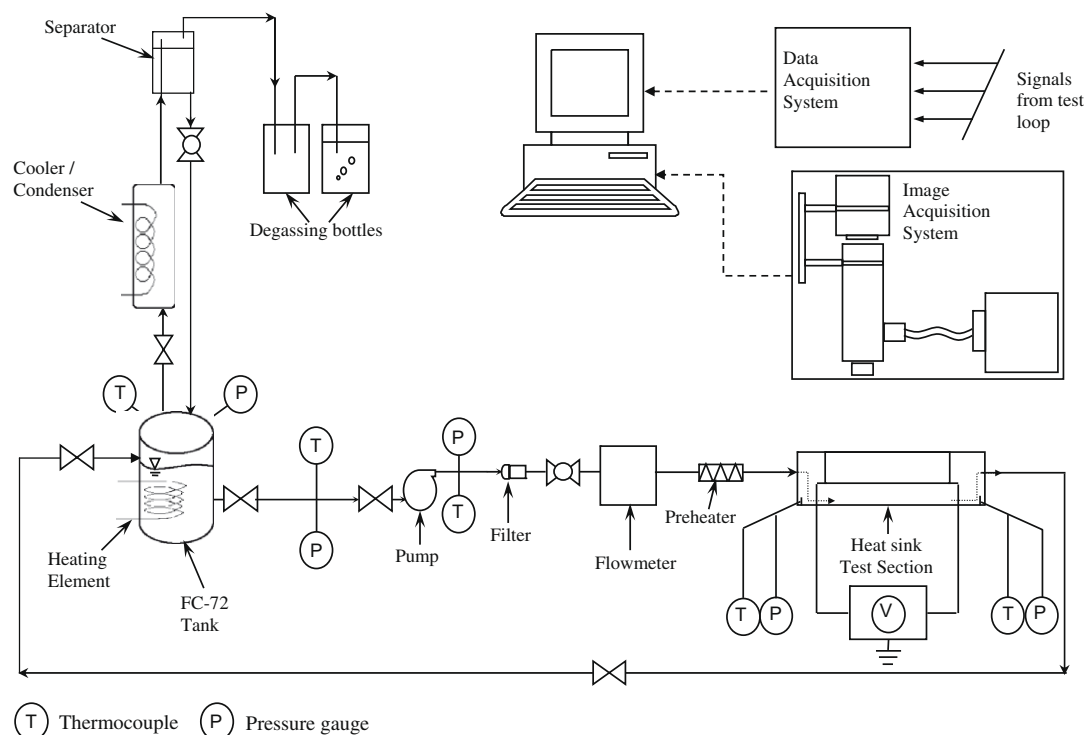 Separator
Data
Acquisition
System
Signals
from test
loop
Cooler /
Condenser
Degassing bottles
Image
Acquisition
System
T
P
T
P
P
T
Heating
Element
FC-72
Tank
Pump
Filter
Flowmeter
Preheater
Heat sink
Test Section
T
P
V
T
P
T Thermocouple
P Pressure gauge